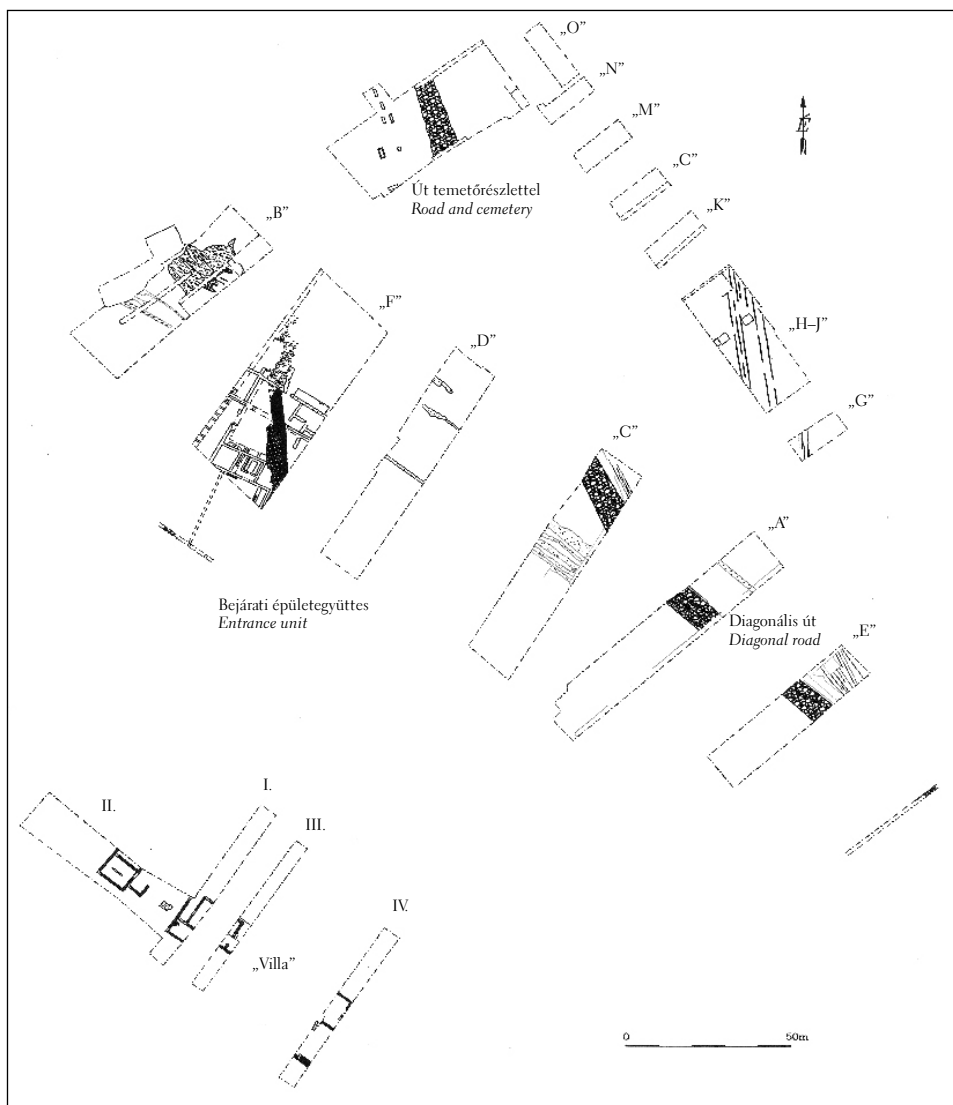 „O”
„N”
„M”
„C”
„K”
É
Út temetőrészlettel
Road and cemetery
„B”
„F”
„D”
„H–J”
„G”
„C”
„A”
Bejárati épületegyüttes
Entrance unit
Diagonális út
Diagonal road
„E”
II.
I.
III.
IV.
„Villa”
0 50m